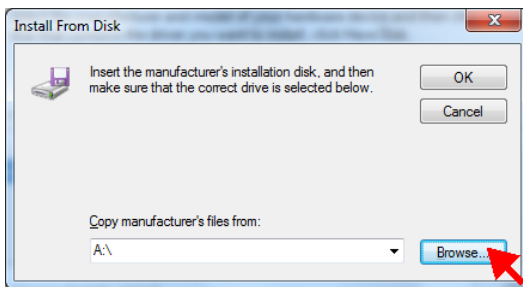 Install From Disk
Insert the manufacturer's installation disk, and then
make sure that the correct drive is selected below.
OK
Cancel
Copy manufacturer's files from:
A:\
Browse...